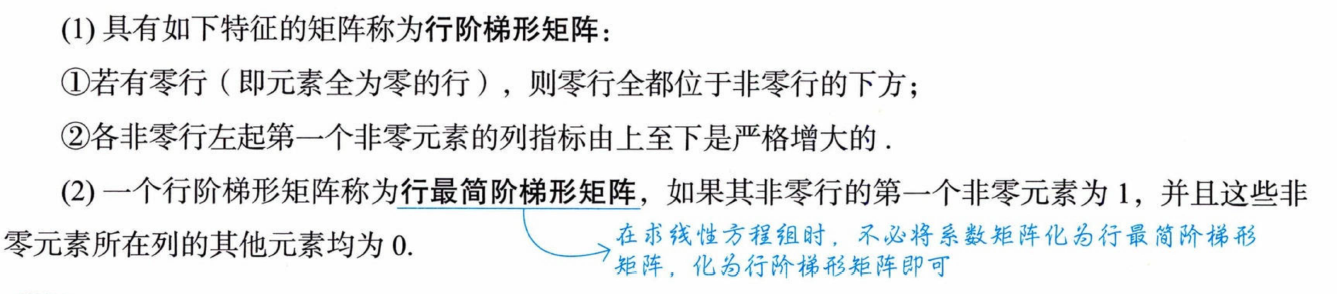 (1) 具有如下特征的矩阵称为行阶梯形矩阵：
①若有零行（即元素全为零的行），则零行全都位于非零行的下方；
②各非零行左起第一个非零元素的列指标由上至下是严格增大的．
(2) 一个行阶梯形矩阵称为行最简阶梯形矩阵，如果其非零行的第一个非零元素为 1，并且这些非
零元素所在列的其他元素均为 0.
在求线性方程组时，不必将系数矩阵化为行最简阶梯形
矩阵，化为行阶梯形矩阵即可